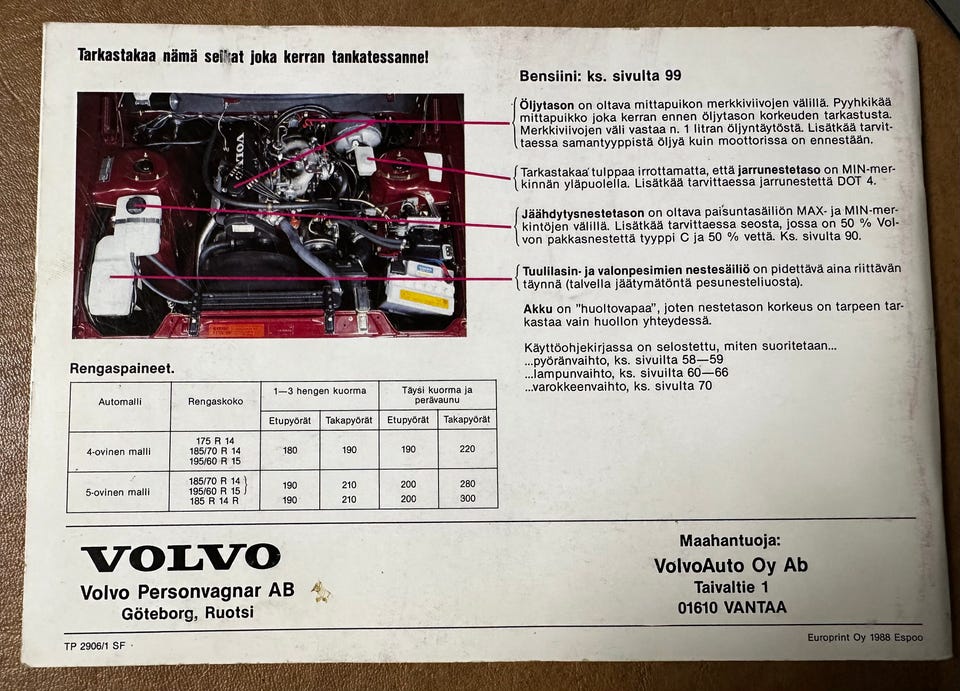 Tarkastakaa nämä seikat joka kerran tankatessanne!
Bensiini: ks. sivulta 99
Öljytason on oltava mittapuikon merkkiviivojen välillä. Pyyhkikää
mittapuikko joka kerran ennen öljytason korkeuden tarkastusta.
Merkkiviivojen väli vastaa n. 1 litran öljyntäytöstä. Lisätkää tarvit-
taessa samantyyppistä öljyä kuin moottorissa on ennestään.
Tarkastakaa tulppaa irrottamatta, että jarrunestetaso on MIN-mer-
kinnän yläpuolella. Lisätkää tarvittaessa jarrunestettä DOT 4.
Jäähdytysnestetason on oltava paisuntasäiliön MAX- ja MIN-mer-
kintöjen välillä. Lisätkää tarvittaessa seosta, jossa on 50 % Vol-
von pakkasnestettä tyyppi C ja 50 % vettä. Ks. sivulta 90.
Tuulilasin- ja valonpesimien nestesäiliö on pidettävä aina riittävän
täynnä (talvella jäätymätöntä pesunesteliuosta).
Akku on "huoltovapaa", joten nestetason korkeus on tarpeen tar-
kastaa vain huollon yhteydessä.
Käyttöohjekirjassa on selostettu, miten suoritetaan...
...pyöränvaihto, ks. sivuilta 58—59
...lampunvaihto, ks. sivuilta 60—66
...varokkeenvaihto, ks. sivulta 70
VOLVO
Rengaspaineet.
Automalli Rengaskoko 1—3 hengen kuorma Täysi kuorma ja
perävaunu
Etupyörät Takapyörät Etupyörät Takapyörät
4-ovinen malli 175 R 14
185/70 R 14 180 190 190 220
195/60 R 15
5-ovinen malli 185/70 R 14
195/60 R 15 190 210 200 280
185 R 14 R 190 210 200 300
VOLVO
Volvo Personvagnar AB
Göteborg, Ruotsi
Maahantuoja:
VolvoAuto Oy Ab
Taivaltie 1
01610 VANTAA
TP 2906/1 SF
Europrint Oy 1988 Espoo